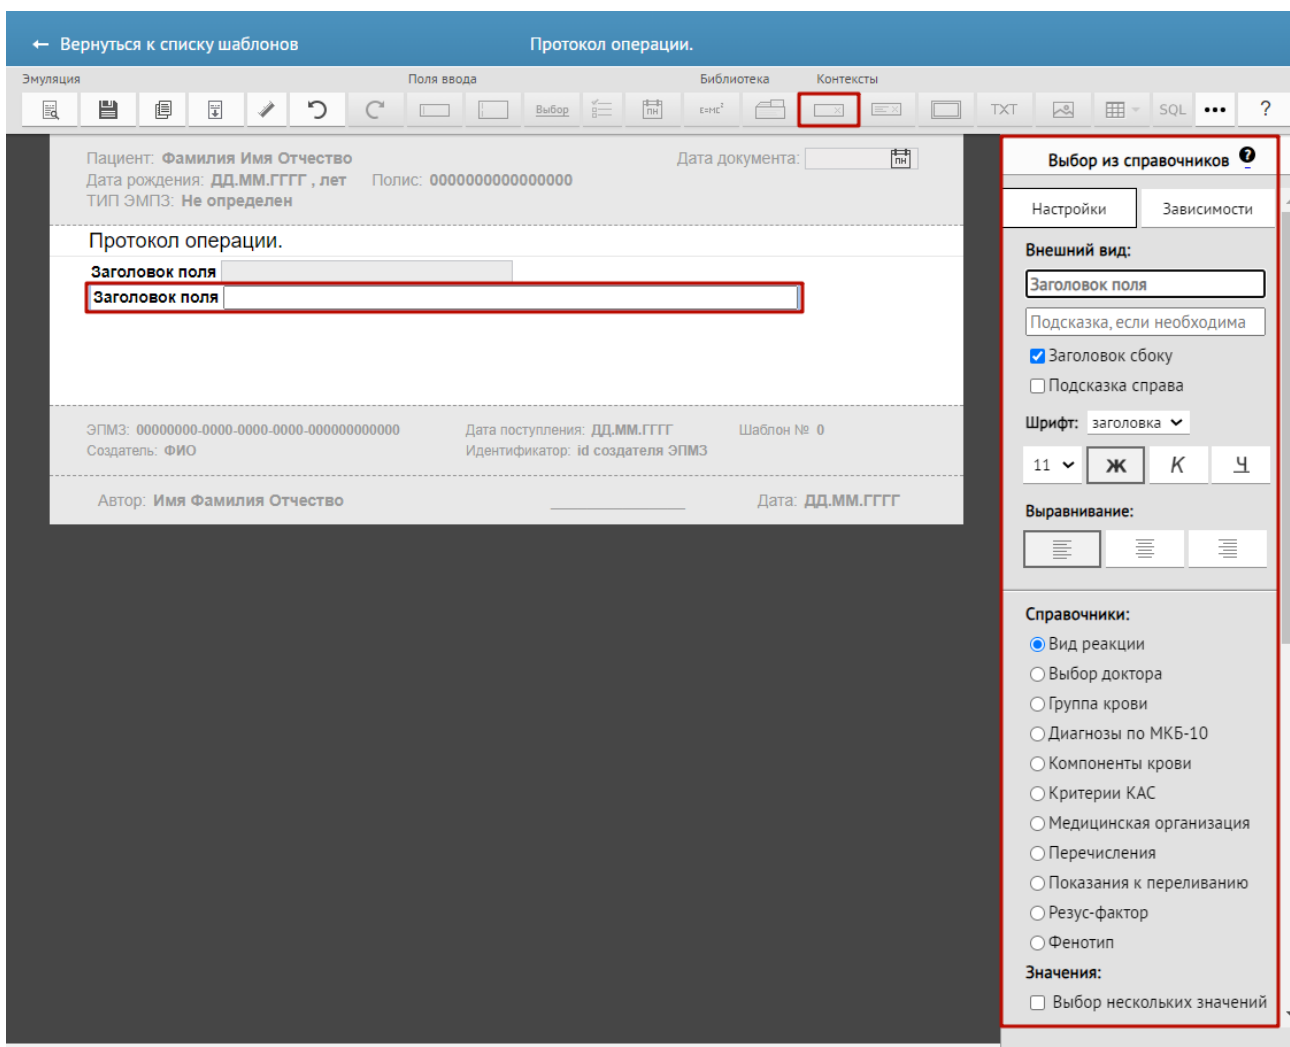 ← Вернуться к списку шаблонов
Протокол операции.
Эмуляция
Поля ввода
Библиотека
Контексты
Выбор
ПН
E=MC²
TXT
SQL
•••
?
Пациент: Фамилия Имя Отчество
Дата документа:
ПН
Дата рождения: ДД.ММ.ГГГГ , лет
Полис: 0000000000000000
ТИП ЭМПЗ: Не определен
Протокол операции.
Заголовок поля
Заголовок поля
ЭПМЗ: 00000000-0000-0000-0000-000000000000
Дата поступления: ДД.ММ.ГГГГ
Шаблон № 0
Создатель: ФИО
Идентификатор: id создателя ЭПМЗ
Автор: Имя Фамилия Отчество
Дата: ДД.ММ.ГГГГ
Выбор из справочников ?
Настройки
Зависимости
Внешний вид:
Заголовок поля
Подсказка, если необходима
Заголовок сбоку
Подсказка справа
Шрифт: заголовка
11
Ж
К
Ч
Выравнивание:
Справочники:
Вид реакции
Выбор доктора
Группа крови
Диагнозы по МКБ-10
Компоненты крови
Критерии КАС
Медицинская организация
Перечисления
Показания к переливанию
Резус-фактор
Фенотип
Значения:
Выбор нескольких значений